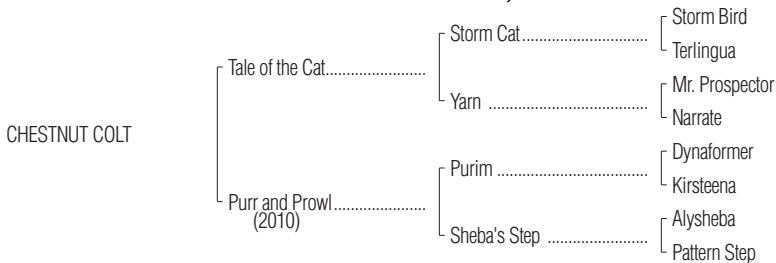 Storm Bird
Storm Cat..................................
Terlingua
Tale of the Cat..........................
Mr. Prospector
Yarn ..........................................
Narrate
CHESTNUT COLT
Dynaformer
Purim ........................................
Kirsteena
Purr and Prowl........................
(2010)
Alysheba
Sheba's Step ..........................
Pattern Step